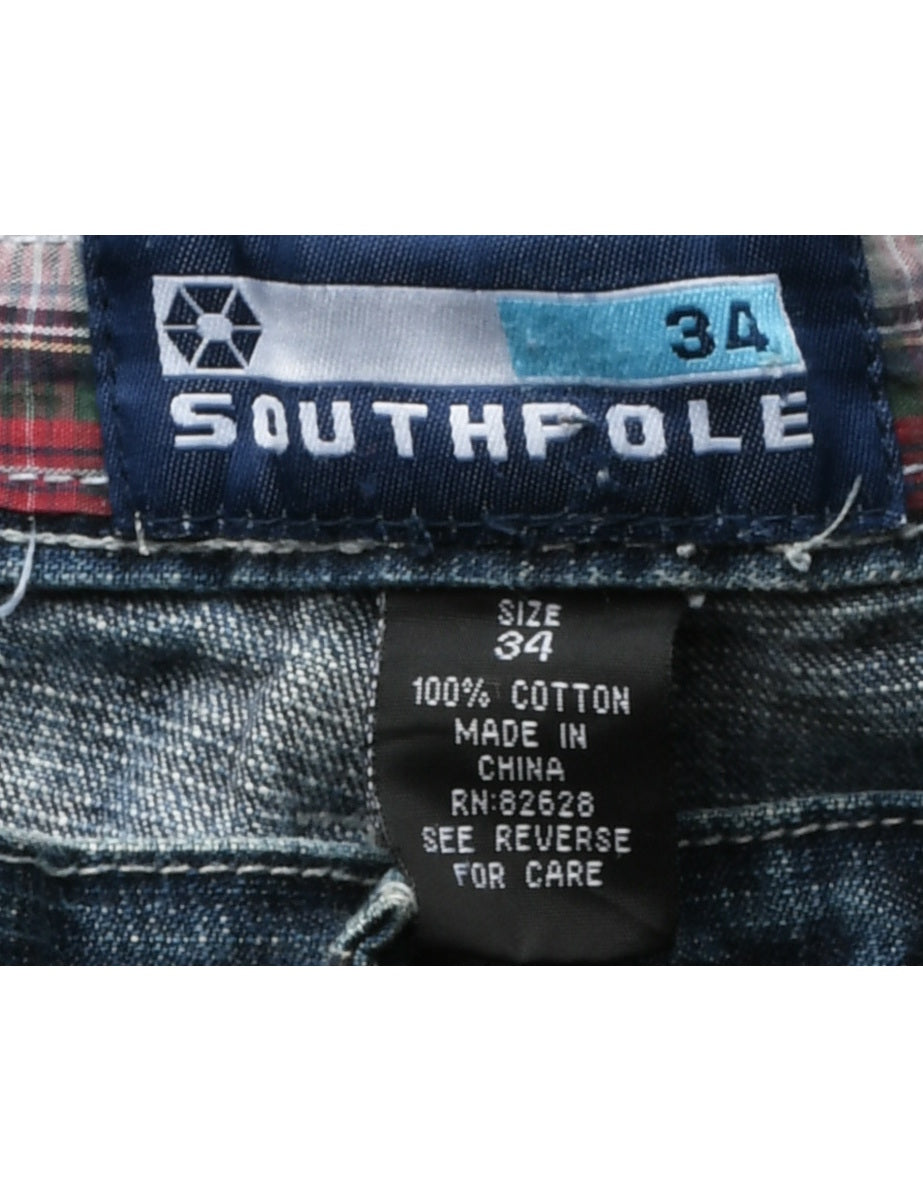 34
SOUTHPOLE
SIZE
34
100% COTTON
MADE IN
CHINA
RN:82628
SEE REVERSE
FOR CARE